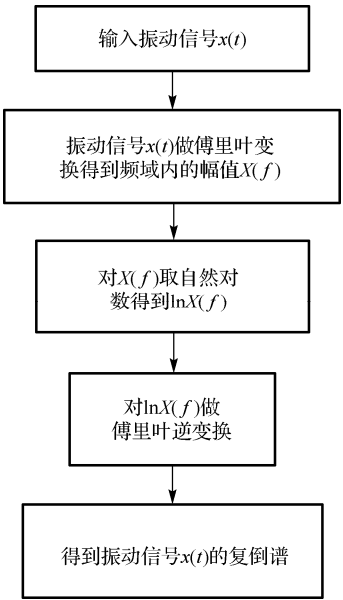 输入振动信号x(t)
振动信号x(t)做傅里叶变
换得到频域内的幅值X(f)
对X(f)取自然对
数得到lnX(f)
对lnX(f)做
傅里叶逆变换
得到振动信号x(t)的复倒谱